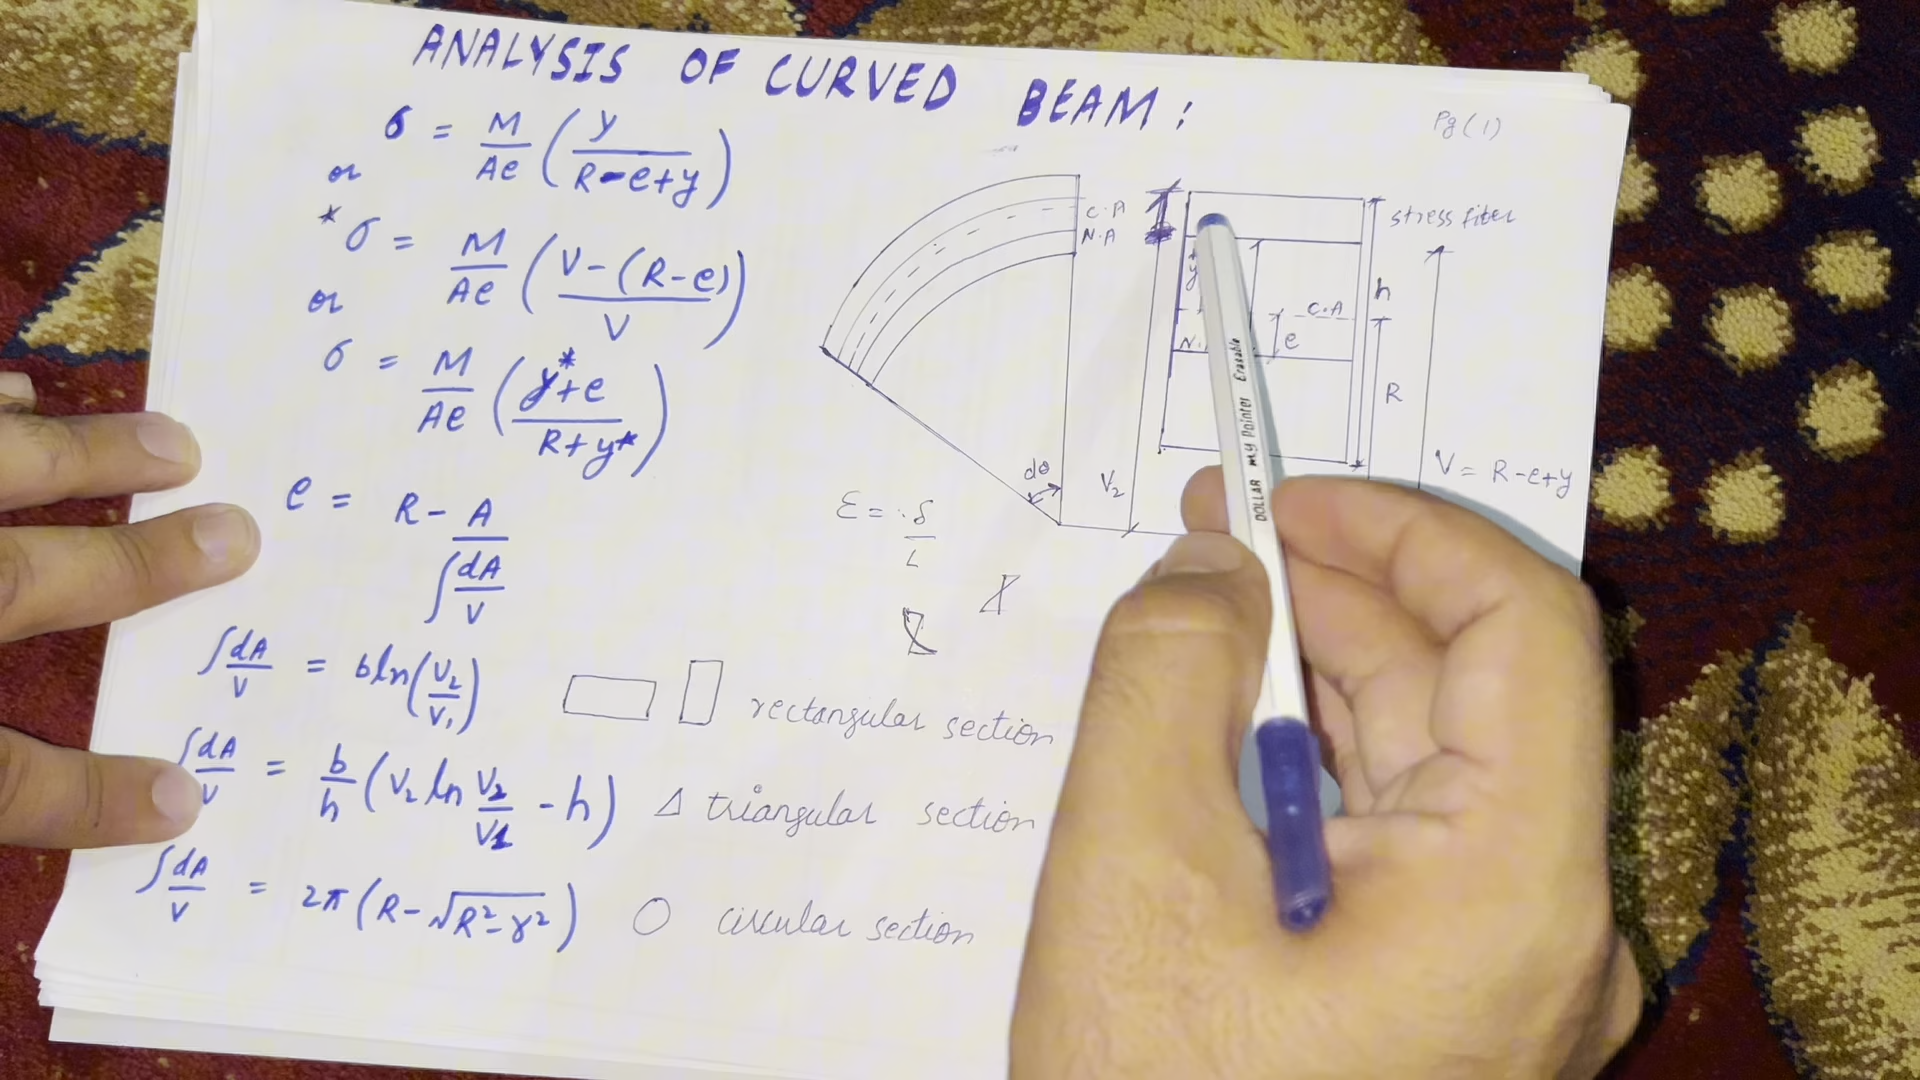 ANALYSIS OF CURVED BEAM:
Pg (1)
σ = M/Ae (y/(R-e+y))
or
* σ = M/Ae ((V-(R-e))/V)
or
σ = M/Ae ((y*+e)/(R+y*))
e = R - A/∫dA/V
∫dA/V = b ln(V2/V1) rectangular section
∫dA/V = b/h (V2 ln V2/V1 - h) Δ triangular section
∫dA/V = 2π (R-√R²-r²) circular section
C.A
N.A
dθ
ε = δ/L
V2
y
N.
C.A
e
stress fiber
h
R
V = R-e+y
DOLLAR my Pointer Erasable